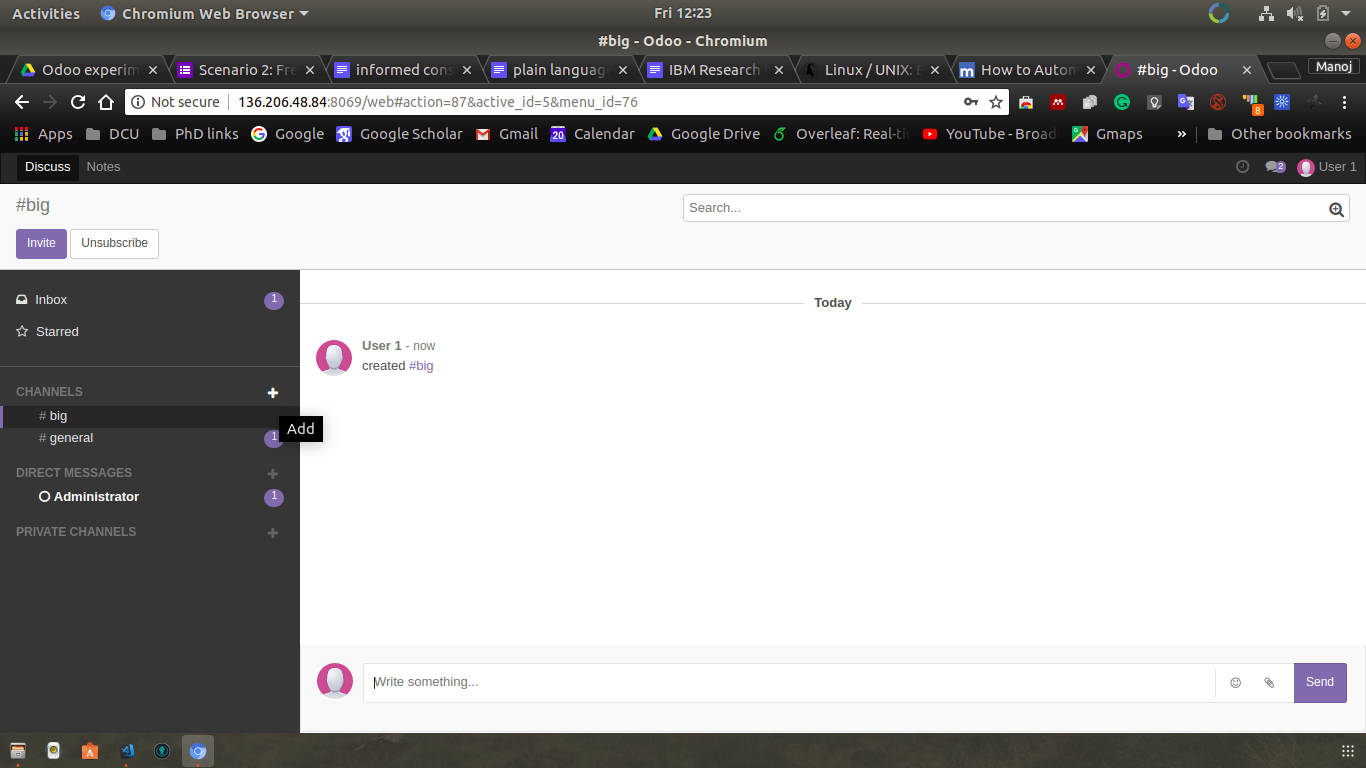 Activities Chromium Web Browser Fri 12:23
#big - Odoo - Chromium
Odoo experim Scenario 2: Fre informed cons plain language IBM Research Linux / UNIX: How to Autom #big - Odoo Manoj
Not secure 136.206.48.84:8069/web#action=87&active_id=5&menu_id=76 8
Apps DCU PhD links Google Google Scholar Gmail 20 Calendar Google Drive Overleaf: Real-ti YouTube - Broad Gmaps » Other bookmarks
Discuss Notes 2 User 1
#big Search...
Invite Unsubscribe
Inbox 1
Starred
Today
User 1 - now
created #big
CHANNELS
# big
# general 1
Add
DIRECT MESSAGES
Administrator 1
PRIVATE CHANNELS
Write something... Send